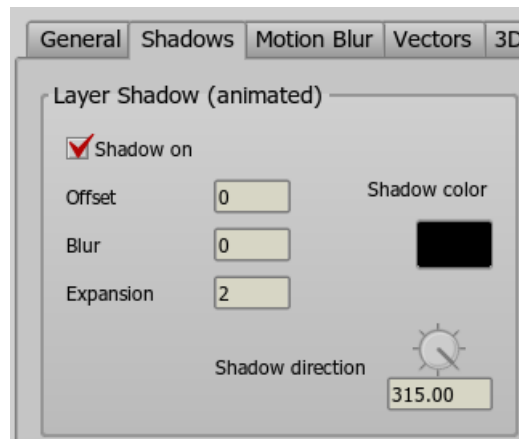 General Shadows Motion Blur Vectors 3D
Layer Shadow (animated)
Shadow on
Offset 0 Shadow color
Blur 0
Expansion 2
Shadow direction 315.00